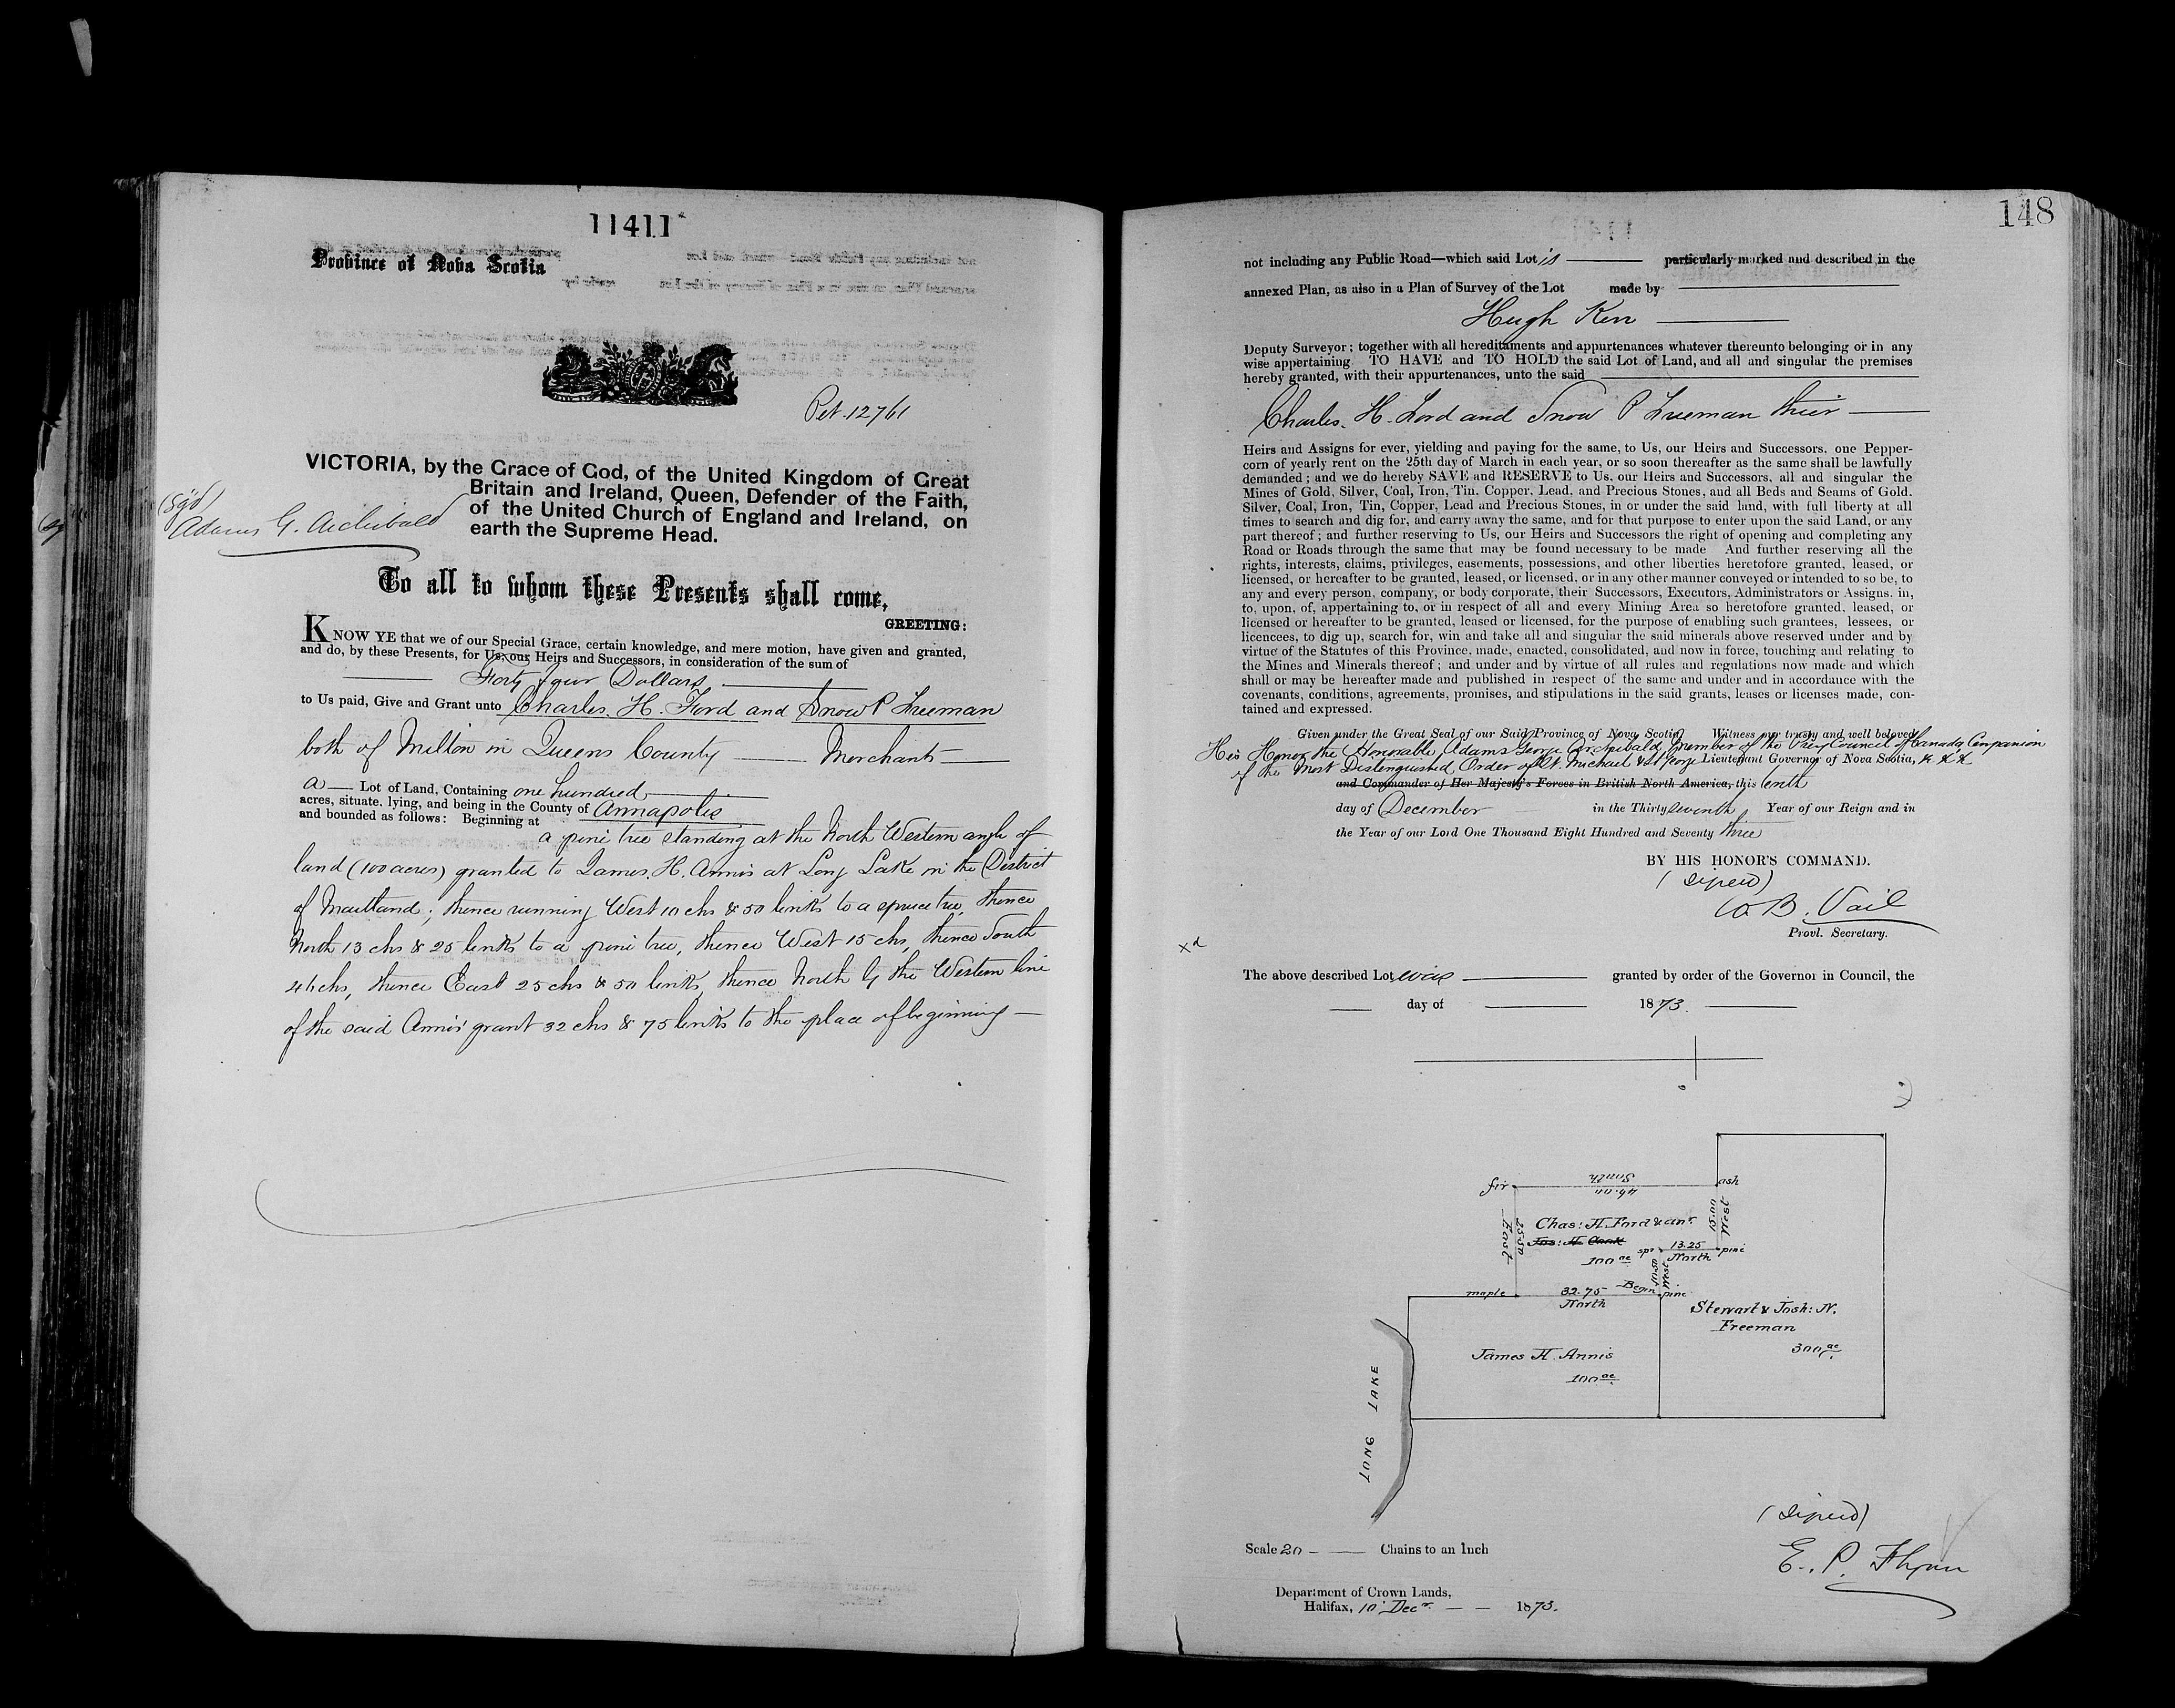 11411
Province of Nova Scotia
Pet. 12761
VICTORIA, by the Grace of God, of the United Kingdom of Great
Britain and Ireland, Queen, Defender of the Faith,
of the United Church of England and Ireland, on
earth the Supreme Head.
(Sgd)
Adams G. Archibald
To all to whom these Presents shall come,
GREETING:
KNOW YE that we of our Special Grace, certain knowledge, and mere motion, have given and granted,
and do, by these Presents, for Us, our Heirs and Successors, in consideration of the sum of
Forty four Dollars
to Us paid, Give and Grant unto Charles. H. Ford and Snow P Freeman
both of Milton in Queens County — Merchants —
a — Lot of Land, Containing one hundred
acres, situate, lying, and being in the County of Annapolis
and bounded as follows: Beginning at
a pine tree standing at the North Western angle of
land (100 acres) granted to James. H. Annis at Long Lake in the District
of Maitland; thence running West 10 chs & 50 links to a spruce tree, thence
North 13 chs & 25 links to a pine tree, thence West 15 chs, thence South
46 chs, thence East 25 chs & 50 links, thence North by the Western line
of the said Annis' grant 32 chs & 75 links to the place of beginning —
148
not including any Public Road—which said Lot is particularly marked and described in the
annexed Plan, as also in a Plan of Survey of the Lot made by
Hugh Kerr
Deputy Surveyor; together with all hereditaments and appurtenances whatever thereunto belonging or in any
wise appertaining. TO HAVE and TO HOLD the said Lot of Land, and all and singular the premises
hereby granted, with their appurtenances, unto the said
Charles. H. Ford and Snow P Freeman their —
Heirs and Assigns for ever, yielding and paying for the same, to Us, our Heirs and Successors, one Pepper-
corn of yearly rent on the 25th day of March in each year, or so soon thereafter as the same shall be lawfully
demanded; and we do hereby SAVE and RESERVE to Us, our Heirs and Successors, all and singular the
Mines of Gold, Silver, Coal, Iron, Tin, Copper, Lead, and Precious Stones, and all Beds and Seams of Gold,
Silver, Coal, Iron, Tin, Copper, Lead and Precious Stones, in or under the said land, with full liberty at all
times to search and dig for, and carry away the same, and for that purpose to enter upon the said Land, or any
part thereof; and further reserving to Us, our Heirs and Successors the right of opening and completing any
Road or Roads through the same that may be found necessary to be made And further reserving all the
rights, interests, claims, privileges, easements, possessions, and other liberties heretofore granted, leased, or
licensed, or hereafter to be granted, leased, or licensed, or in any other manner conveyed or intended to so be, to
any and every person, company, or body corporate, their Successors, Executors, Administrators or Assigns, in,
to, upon, of, appertaining to, or in respect of all and every Mining Area so heretofore granted, leased, or
licensed or hereafter to be granted, leased or licensed, for the purpose of enabling such grantees, lessees, or
licencees, to dig up, search for, win and take all and singular the said minerals above reserved under and by
virtue of the Statutes of this Province, made, enacted, consolidated, and now in force, touching and relating to
the Mines and Minerals thereof; and under and by virtue of all rules and regulations now made and which
shall or may be hereafter made and published in respect of the same and under and in accordance with the
covenants, conditions, agreements, promises, and stipulations in the said grants, leases or licenses made, con-
tained and expressed.
Given under the Great Seal of our Said Province of Nova Scotia Witness my trusty and well beloved
His Honor the Honorable Adams George Archibald, member of the Privy Council of Canada, Companion
of the Most Distinguished Order of St. Michael & St George Lieutenant Governor of Nova Scotia, & & &
and Commander of Her Majesty's Forces in British North America, this tenth
day of December in the Thirty seventh Year of our Reign and in
the Year of our Lord One Thousand Eight Hundred and Seventy three
BY HIS HONOR'S COMMAND.
(signed)
W. B. Vail
Provl. Secretary.
The above described Lot was granted by order of the Governor in Council, the
day of 1873.
fir
South
46.00
ash
Chas: H. Ford & anr.
Jas: H. Cook
100 ac
East
25.50
15.00
West
spr
13.25
North
pine
10.50
West
maple
32.75
North
Begin
pine
Stewart & Josh: N.
Freeman
300 ac
James H. Annis
100 ac
LONG LAKE
(signed)
E. P. Flynn
Scale 20 — Chains to an Inch
Department of Crown Lands,
Halifax, 10' Decr. — — 1873.